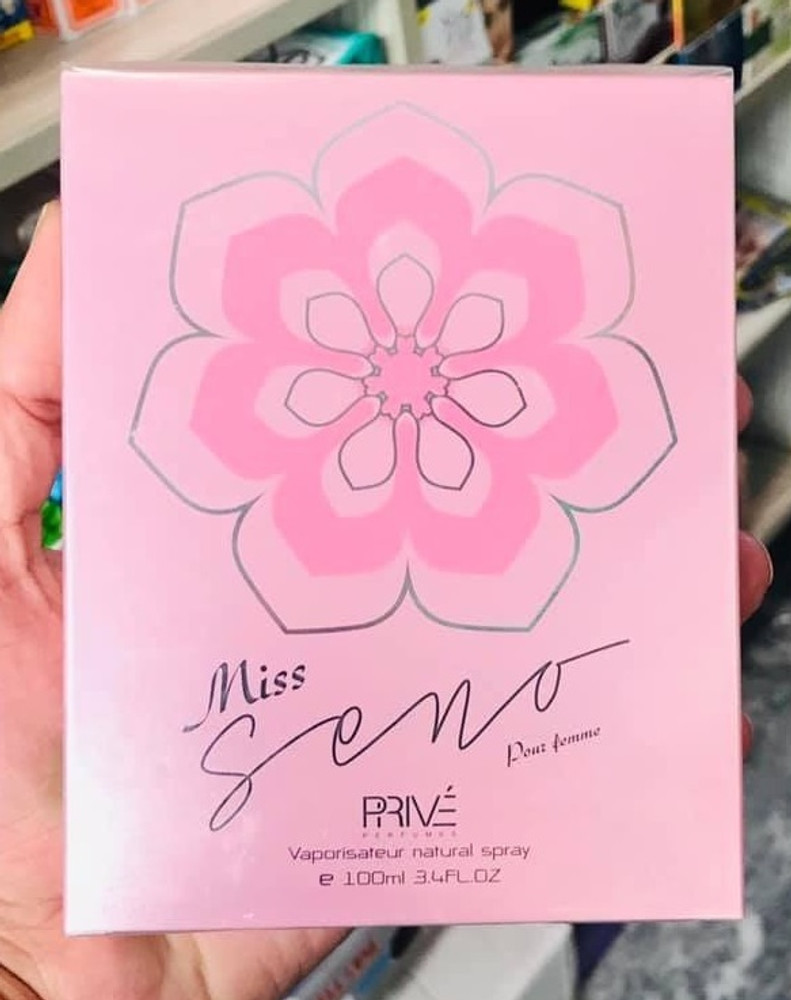 Miss
Seno
Pour femme
PRIVÉ
PERFUMES
Vaporisateur natural spray
e 100ml 3.4FL.OZ